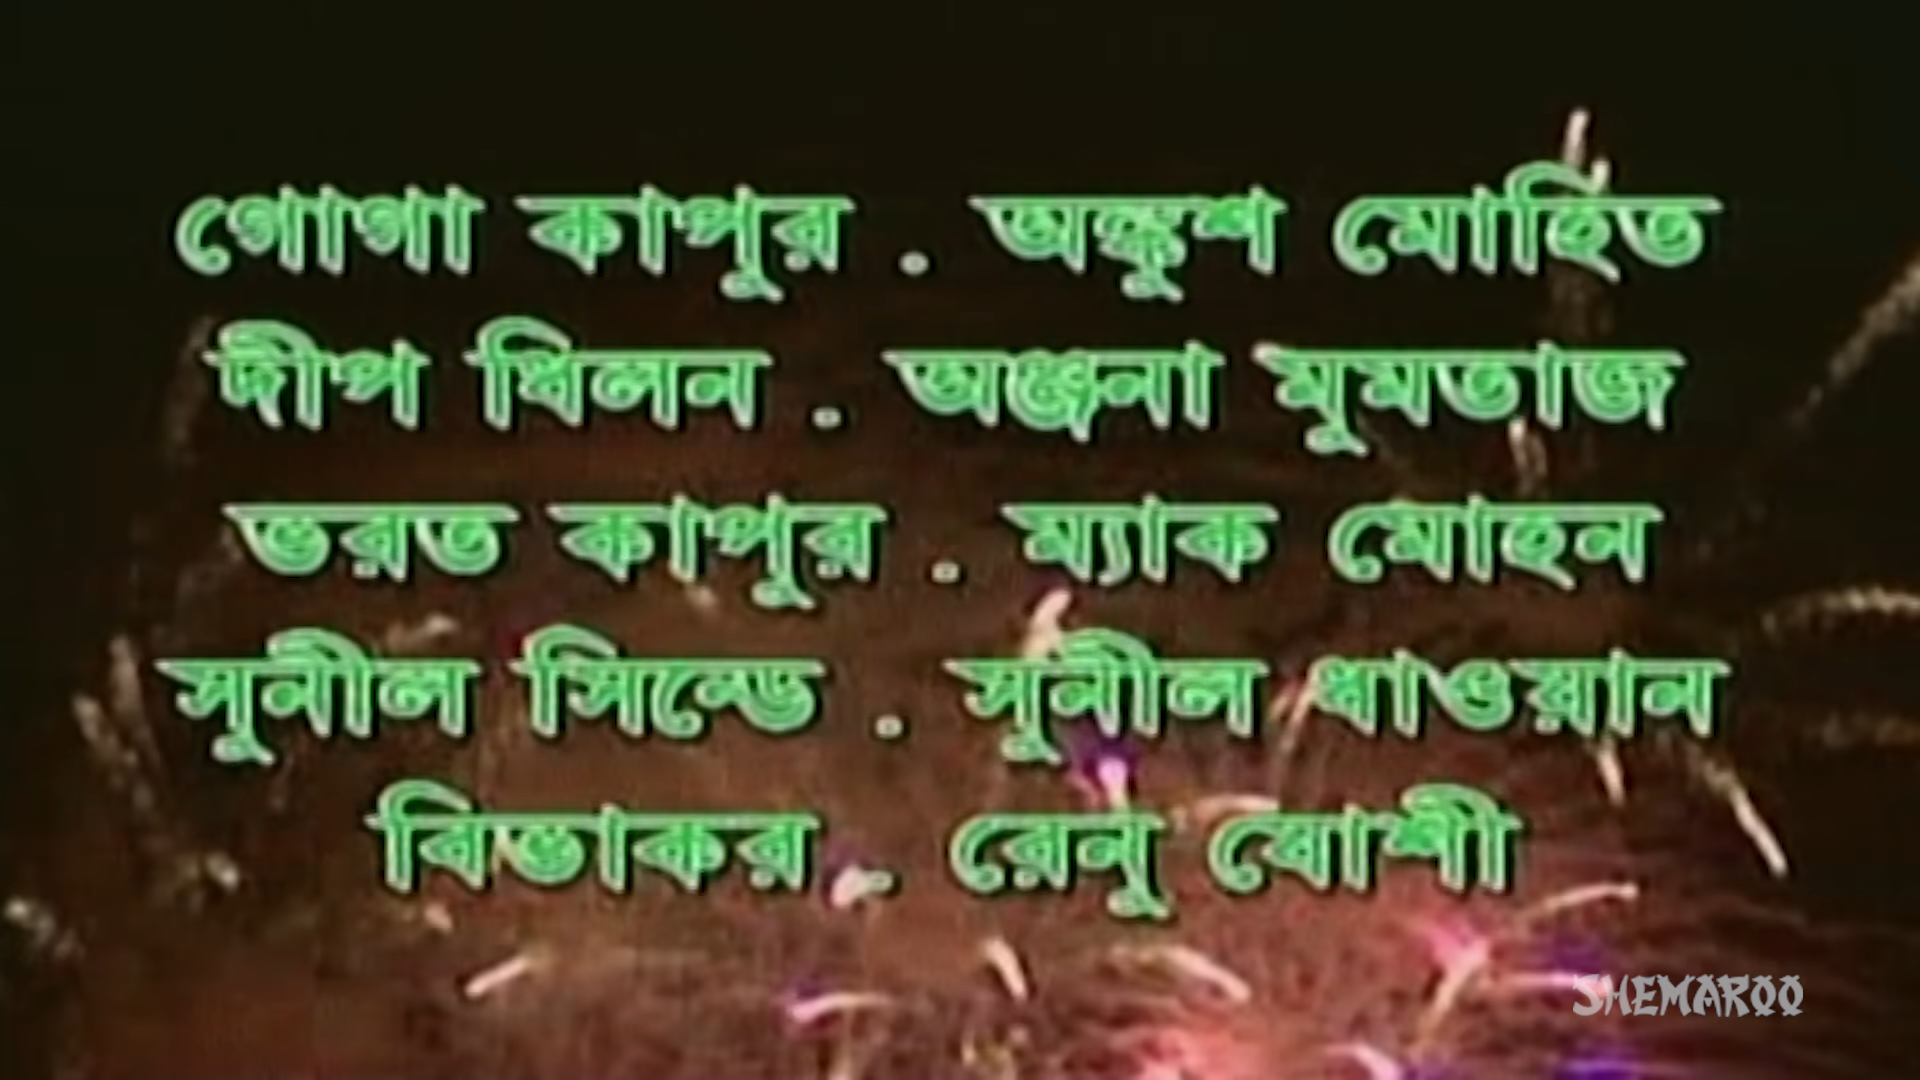 গোগা কাপুর . অঙ্কুশ মোহিত
দীপ ধিলন . অঞ্জনা মুমতাজ
ভরত কাপুর . ম্যাক মোহন
সুনীল সিন্ডে . সুনীল ধাওয়ান
বিভাকর . রেনু যোশী
SHEMAROO